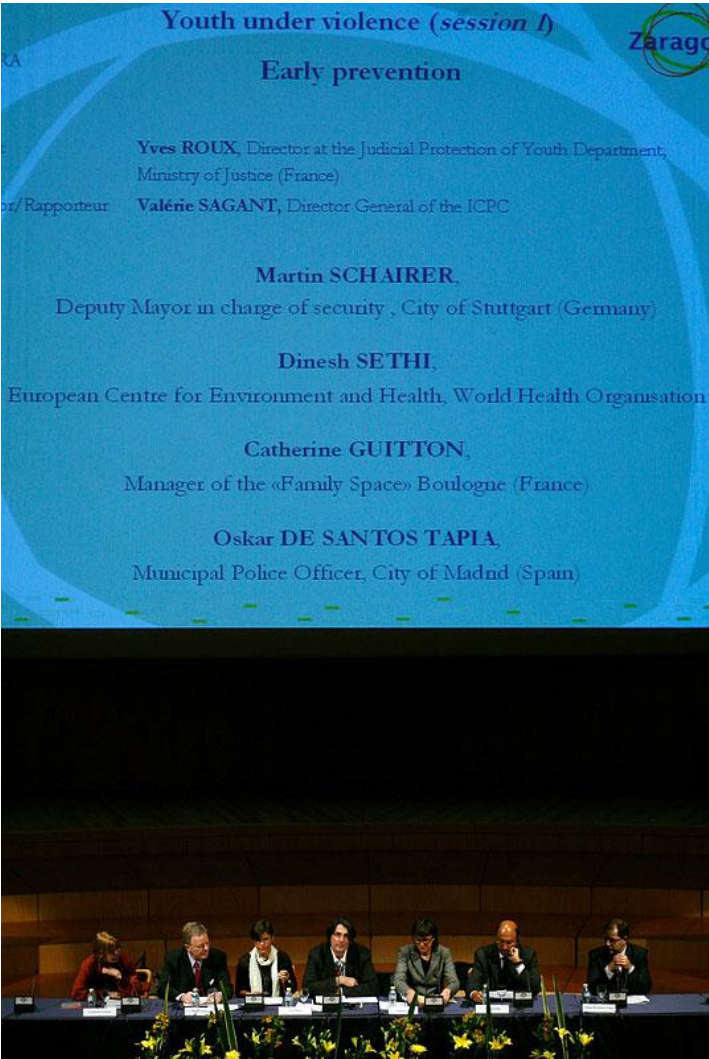 Youth under violence (session 1)
Zarago
RA
Early prevention
Yves ROUX, Director at the Judicial Protection of Youth Department,
Ministry of Justice (France)
or/Rapporteur Valérie SAGANT, Director General of the ICPC
Martin SCHAIRER,
Deputy Mayor in charge of security , City of Stuttgart (Germany)
Dinesh SETHI,
European Centre for Environment and Health, World Health Organisation
Catherine GUITTON,
Manager of the «Family Space» Boulogne (France)
Oskar DE SANTOS TAPIA,
Municipal Police Officer, City of Madrid (Spain)